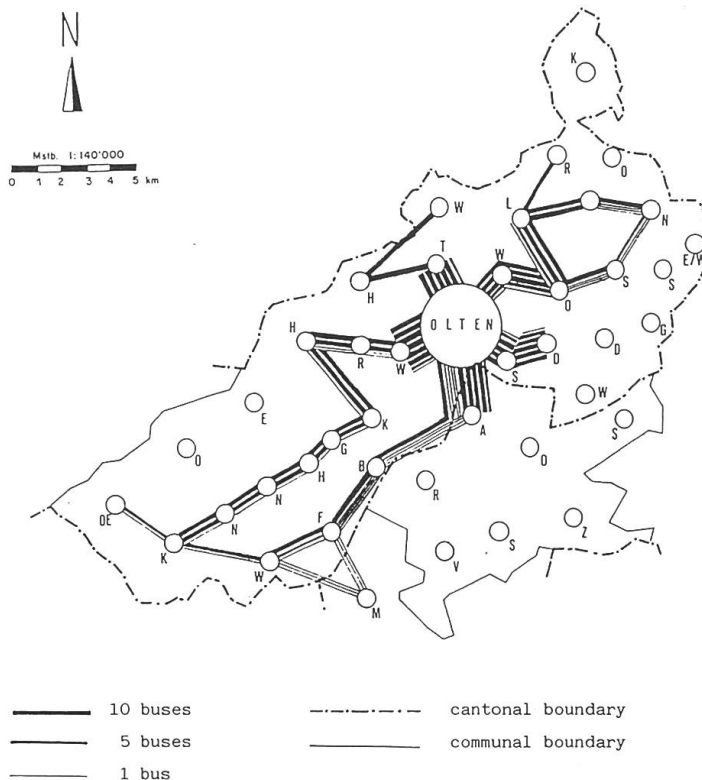 N
K
Mstb. 1:140'000
0 1 2 3 4 5 km
R
O
W
L
N
T
W
E/W
H
O
S
S
OLTEN
H
R
W
D
D
G
S
W
E
K
A
S
O
G
B
O
H
R
N
OE
N
F
Z
K
S
W
V
M
10 buses
cantonal boundary
5 buses
communal boundary
1 bus